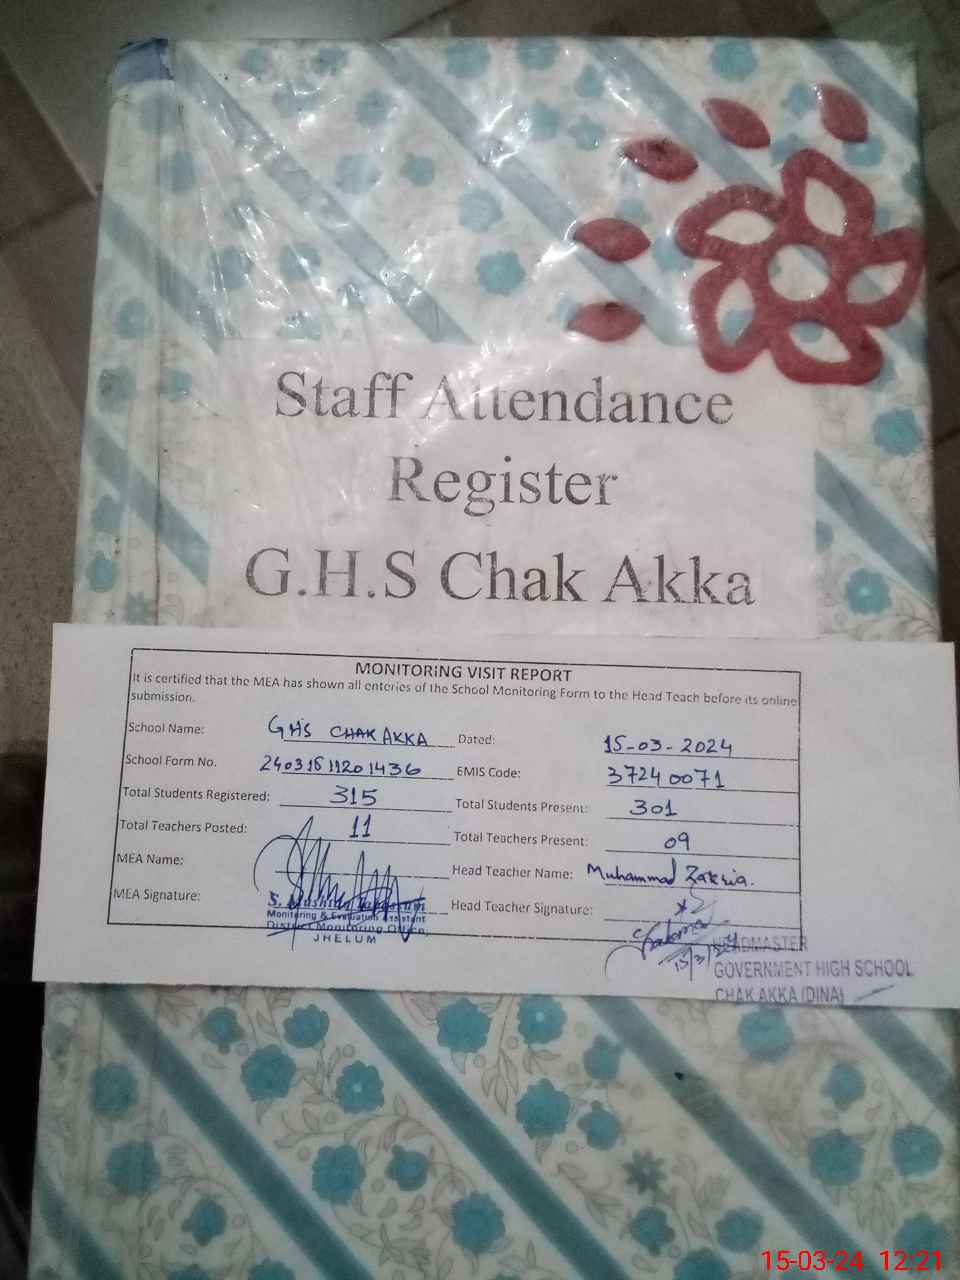 Staff Attendance
Register
G.H.S Chak Akka
MONITORING VISIT REPORT
It is certified that the MEA has shown all enteries of the School Monitoring Form to the Head Teach before its online
submission.
School Name: GHS CHAK AKKA Dated: 15-03-2024
School Form No. EMIS Code: 37240071
Total Students Registered: 315 Total Students Present: 301
Total Teachers Posted: 11 Total Teachers Present: 09
MEA Name: Head Teacher Name: Muhammad Zakria.
MEA Signature: Head Teacher Signature:
Monitoring & Evaluation Assistant
District Monitoring Office,
JHELUM
15/3/24
HEADMASTER
GOVERNMENT HIGH SCHOOL
CHAK AKKA (DINA)
15-03-24 12:21